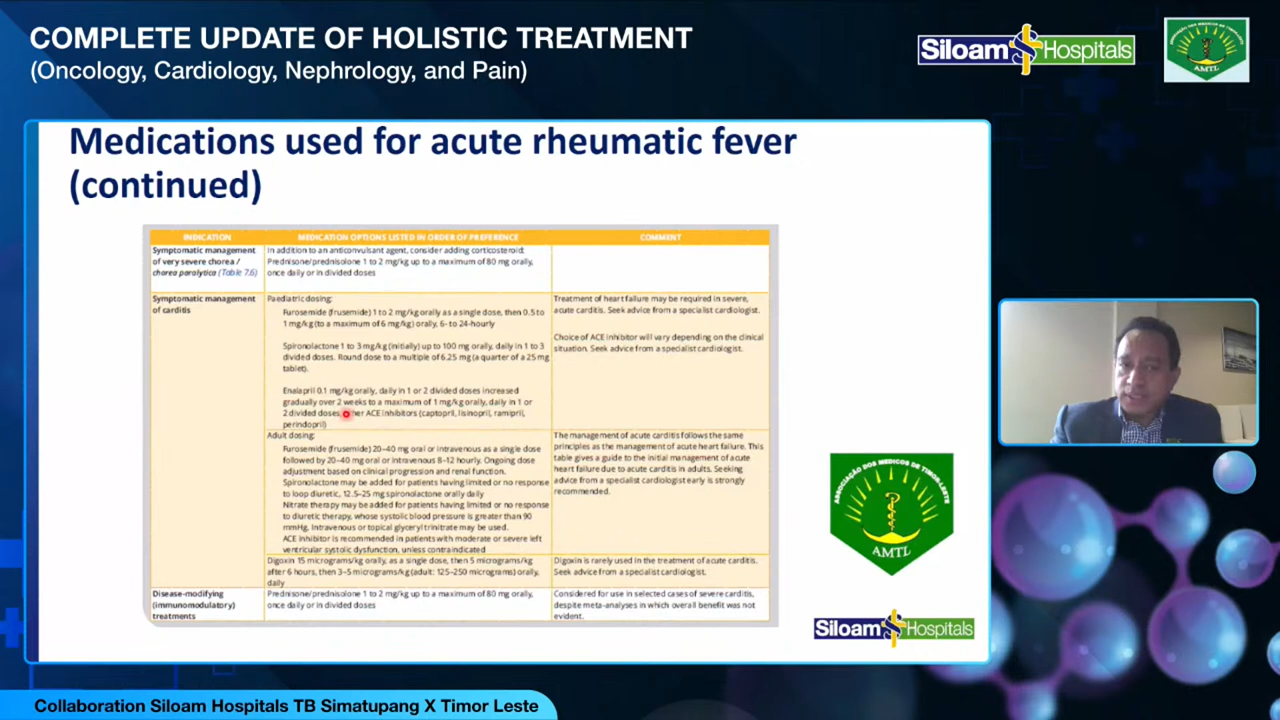 COMPLETE UPDATE OF HOLISTIC TREATMENT
(Oncology, Cardiology, Nephrology, and Pain)
Siloam Hospitals
AMTL
Medications used for acute rheumatic fever
(continued)
INDICATION
MEDICATION OPTIONS LISTED IN ORDER OF PREFERENCE
COMMENT
Symptomatic management
of very severe chorea /
chorea paralytica (Table 7.6)
In addition to an anticonvulsant agent, consider adding corticosteroid:
Prednisone/prednisolone 1 to 2 mg/kg up to a maximum of 80 mg orally,
once daily or in divided doses
Symptomatic management
of carditis
Paediatric dosing:
Furosemide (frusemide) 1 to 2 mg/kg orally as a single dose, then 0.5 to
1 mg/kg (to a maximum of 6 mg/kg) orally, 6- to 24-hourly
Spironolactone 1 to 3 mg/kg (initially) up to 100 mg orally, daily in 1 to 3
divided doses. Round dose to a multiple of 6.25 mg (a quarter of a 25 mg
tablet).
Enalapril 0.1 mg/kg orally, daily in 1 or 2 divided doses increased
gradually over 2 weeks to a maximum of 1 mg/kg orally, daily in 1 or
2 divided doses, ACE inhibitors (captopril, lisinopril, ramipril,
perindopril)
Treatment of heart failure may be required in severe,
acute carditis. Seek advice from a specialist cardiologist.
Choice of ACE inhibitor will vary depending on the clinical
situation. Seek advice from a specialist cardiologist.
Adult dosing:
Furosemide (frusemide) 20–40 mg oral or intravenous as a single dose
followed by 20–40 mg oral or intravenous 8–12 hourly. Ongoing dose
adjustment based on clinical progression and renal function.
Spironolactone may be added for patients having limited or no response
to loop diuretic, 12.5–25 mg spironolactone orally daily
Nitrate therapy may be added for patients having limited or no response
to diuretic therapy, whose systolic blood pressure is greater than 90
mmHg. Intravenous or topical glyceryl trinitrate may be used.
ACE inhibitor is recommended in patients with moderate or severe left
ventricular systolic dysfunction, unless contraindicated
The management of acute carditis follows the same
principles as the management of acute heart failure. This
table gives a guide to the initial management of acute
heart failure due to acute carditis in adults. Seeking
advice from a specialist cardiologist early is strongly
recommended.
Digoxin 15 micrograms/kg orally, as a single dose, then 5 micrograms/kg
after 6 hours, then 3–5 micrograms/kg (adult: 125–250 micrograms) orally,
daily
Digoxin is rarely used in the treatment of acute carditis.
Seek advice from a specialist cardiologist.
Disease-modifying
(immunomodulatory)
treatments
Prednisone/prednisolone 1 to 2 mg/kg up to a maximum of 80 mg orally,
once daily or in divided doses
Considered for use in selected cases of severe carditis,
despite meta-analyses in which overall benefit was not
evident.
ASSOCIAÇÃO DOS MEDICOS DE TIMOR-LESTE
AMTL
Siloam Hospitals
Collaboration Siloam Hospitals TB Simatupang X Timor Leste